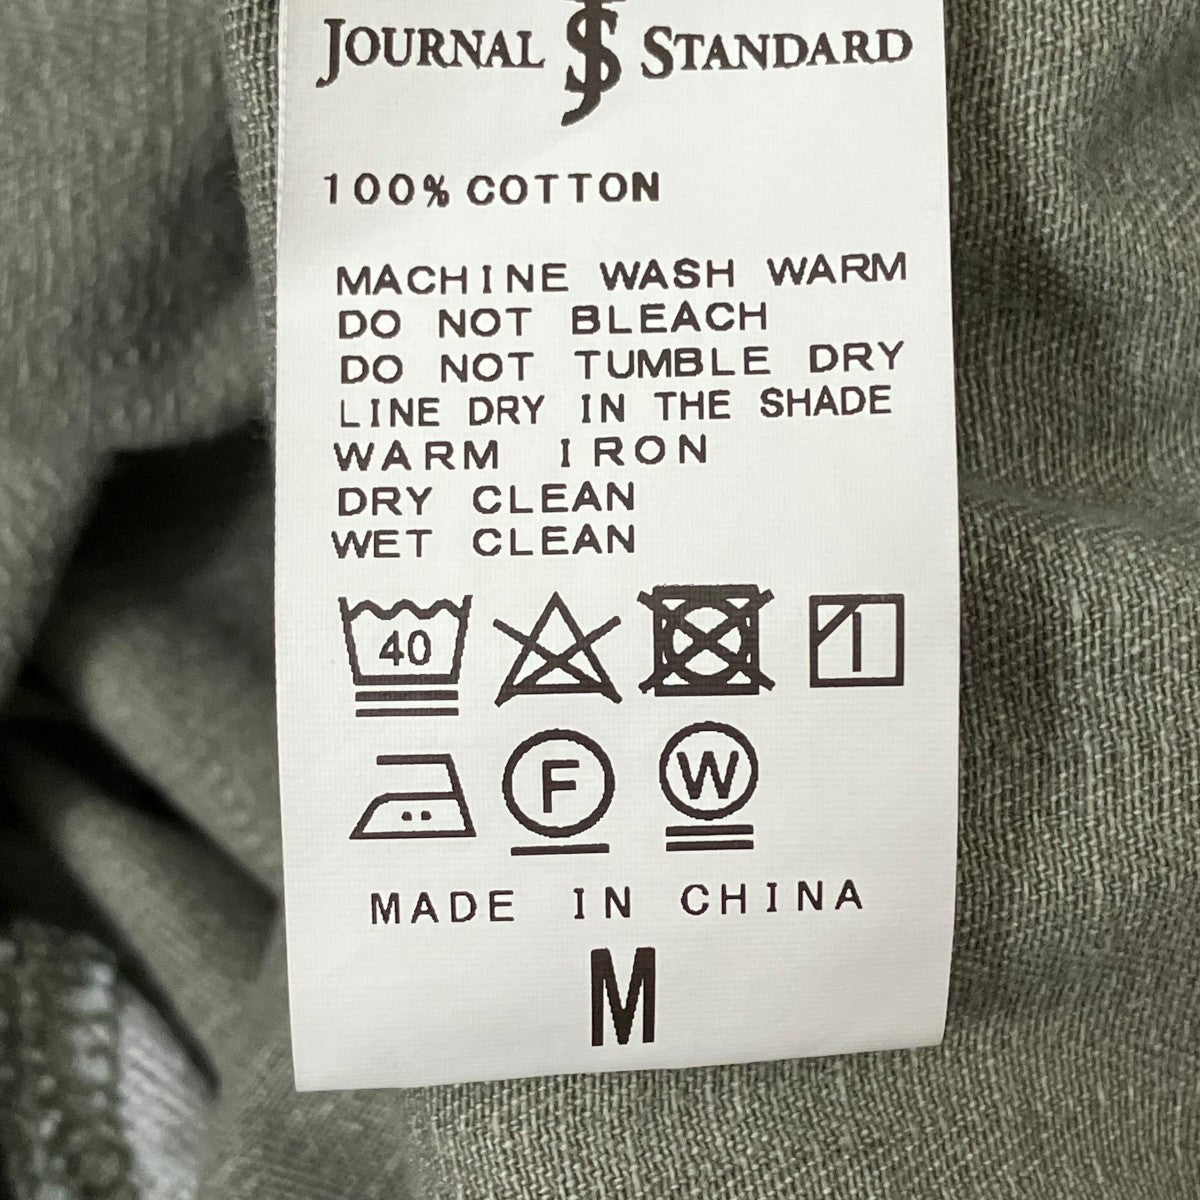 JOURNAL JS STANDARD
100% COTTON
MACHINE WASH WARM
DO NOT BLEACH
DO NOT TUMBLE DRY
LINE DRY IN THE SHADE
WARM IRON
DRY CLEAN
WET CLEAN
40
F W
MADE IN CHINA
M